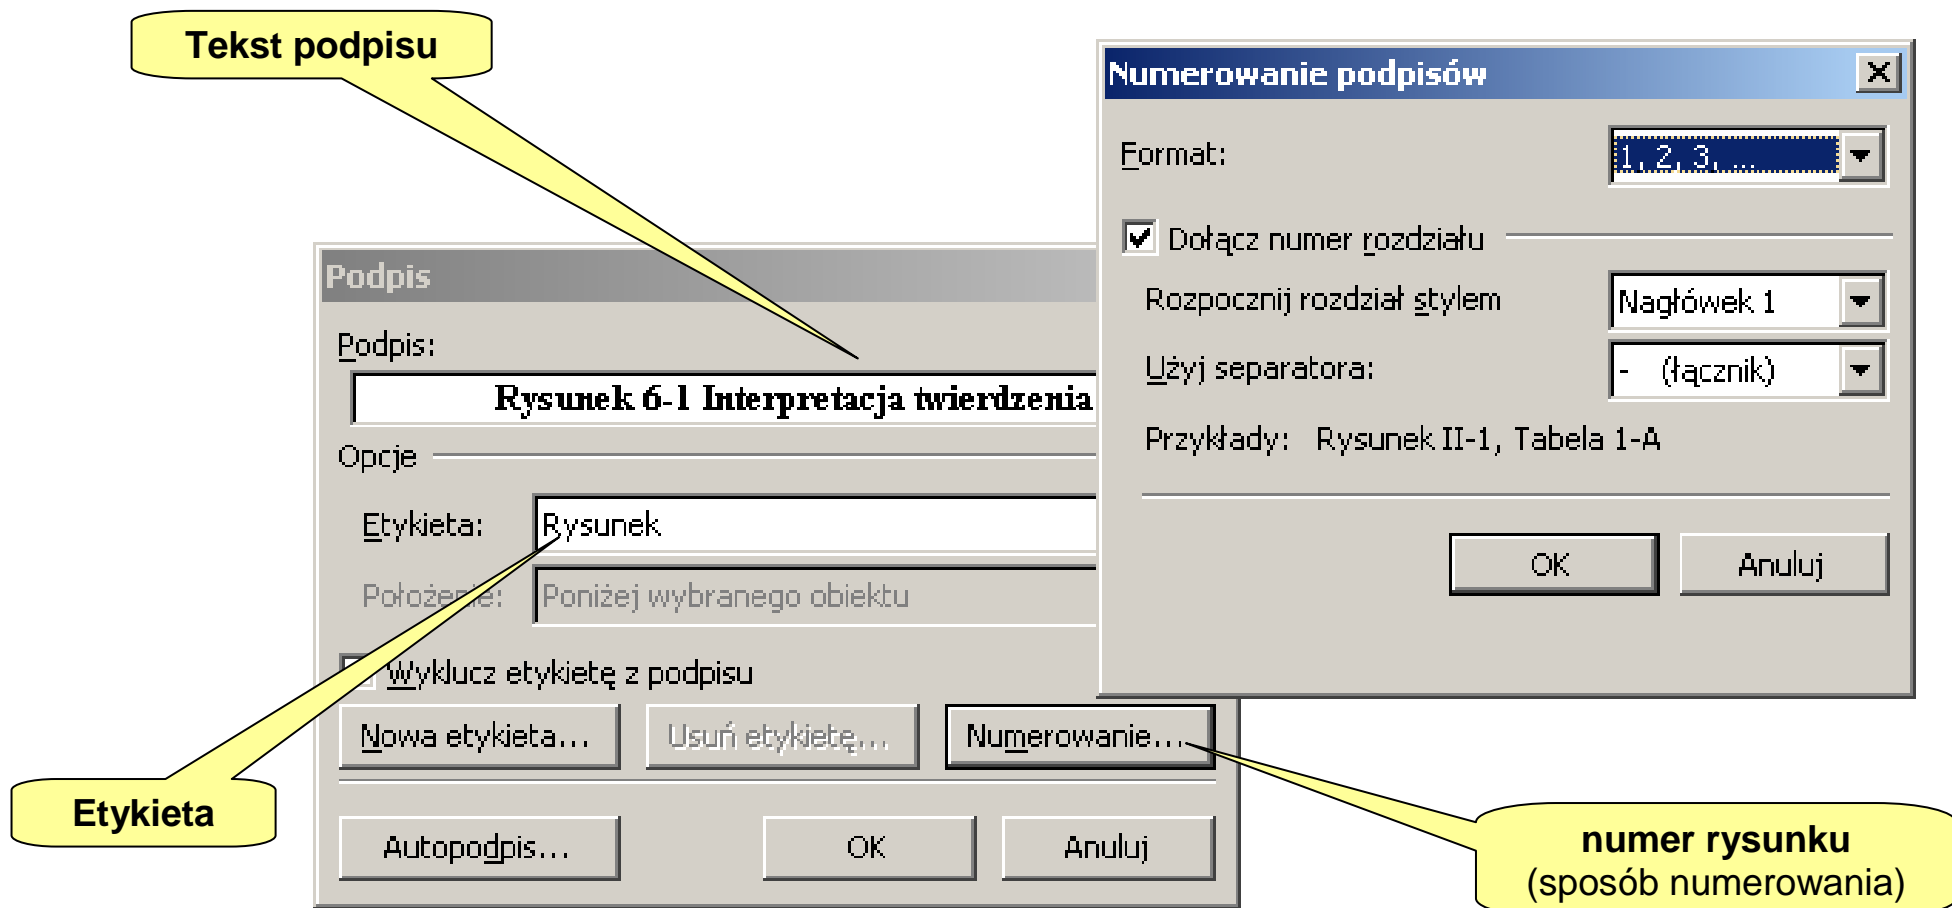 Tekst podpisu
Numerowanie podpisów
Format:
1, 2, 3, ...
Dołącz numer rozdziału
Rozpocznij rozdział stylem
Nagłówek 1
Użyj separatora:
- (łącznik)
Przykłady: Rysunek II-1, Tabela 1-A
OK
Anuluj
Podpis
Podpis:
Rysunek 6-1 Interpretacja twierdzenia
Opcje
Etykieta:
Rysunek
Położenie:
Poniżej wybranego obiektu
Wyklucz etykietę z podpisu
Nowa etykieta...
Usuń etykietę...
Numerowanie...
Etykieta
Autopodpis...
OK
Anuluj
numer rysunku
(sposób numerowania)